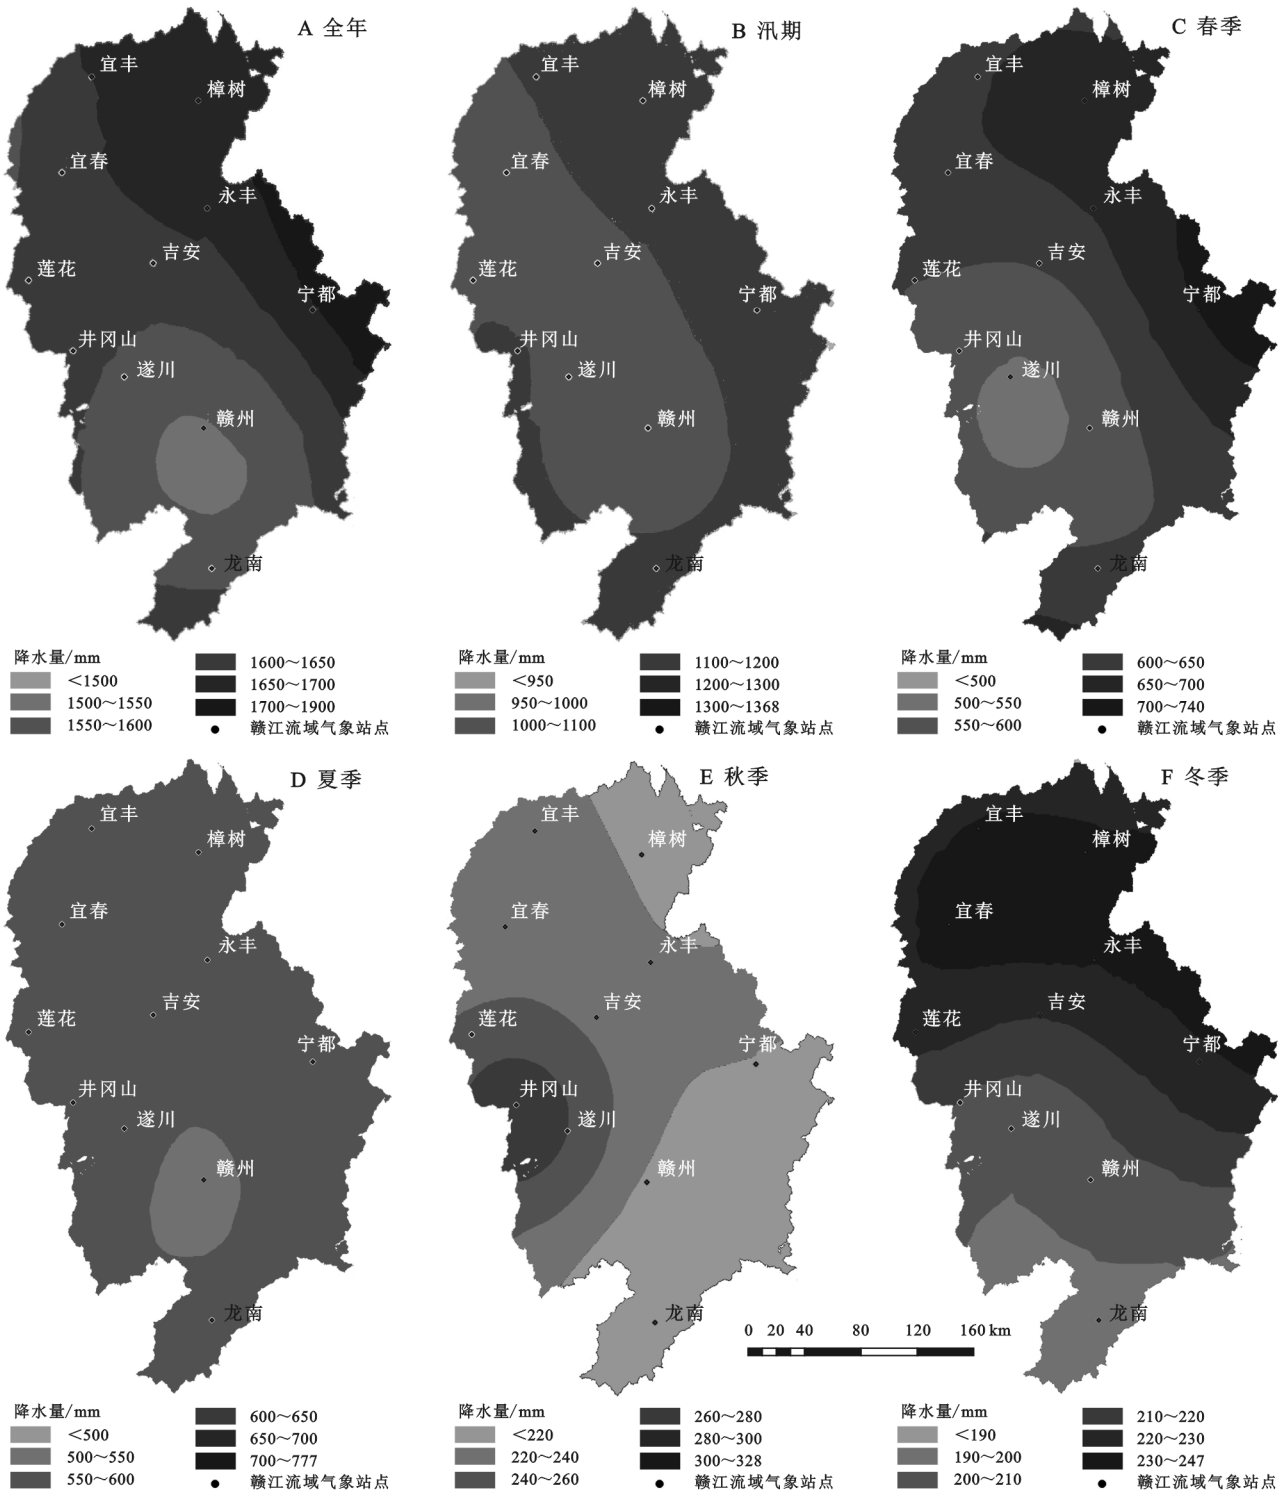 A 全年
宜丰
樟树
宜春
永丰
吉安
莲花
宁都
井冈山
遂川
赣州
龙南
降水量/mm
<1500
1500～1550
1550～1600
1600～1650
1650～1700
1700～1900
赣江流域气象站点
B 汛期
宜丰
樟树
宜春
永丰
吉安
莲花
宁都
井冈山
遂川
赣州
龙南
降水量/mm
<950
950～1000
1000～1100
1100～1200
1200～1300
1300～1368
赣江流域气象站点
C 春季
宜丰
樟树
宜春
永丰
吉安
莲花
宁都
井冈山
遂川
赣州
龙南
降水量/mm
<500
500～550
550～600
600～650
650～700
700～740
赣江流域气象站点
D 夏季
宜丰
樟树
宜春
永丰
吉安
莲花
宁都
井冈山
遂川
赣州
龙南
降水量/mm
<500
500～550
550～600
600～650
650～700
700～777
赣江流域气象站点
E 秋季
宜丰
樟树
宜春
永丰
吉安
莲花
宁都
井冈山
遂川
赣州
龙南
0 20 40 80 120 160 km
降水量/mm
<220
220～240
240～260
260～280
280～300
300～328
赣江流域气象站点
F 冬季
宜丰
樟树
宜春
永丰
吉安
莲花
宁都
井冈山
遂川
赣州
龙南
降水量/mm
<190
190～200
200～210
210～220
220～230
230～247
赣江流域气象站点